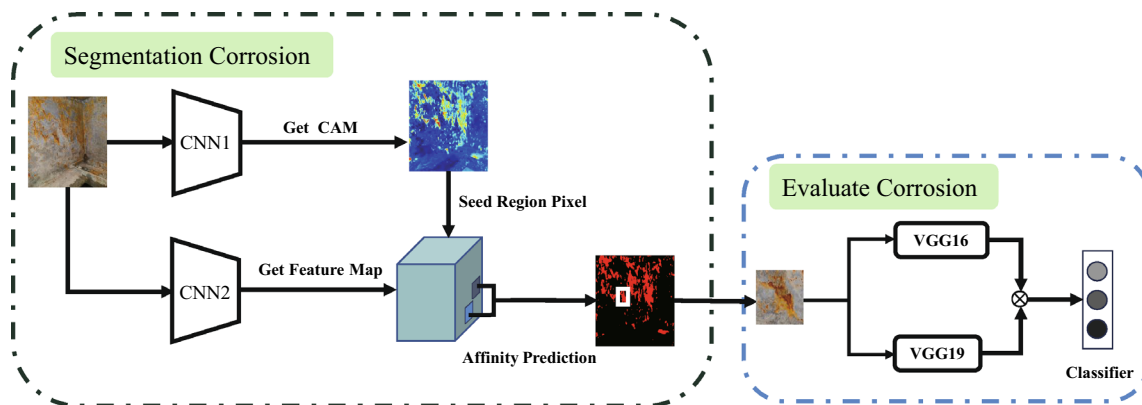 Segmentation Corrosion
CNN1
Get CAM
Seed Region Pixel
CNN2
Get Feature Map
Affinity Prediction
Evaluate Corrosion
VGG16
VGG19
Classifier